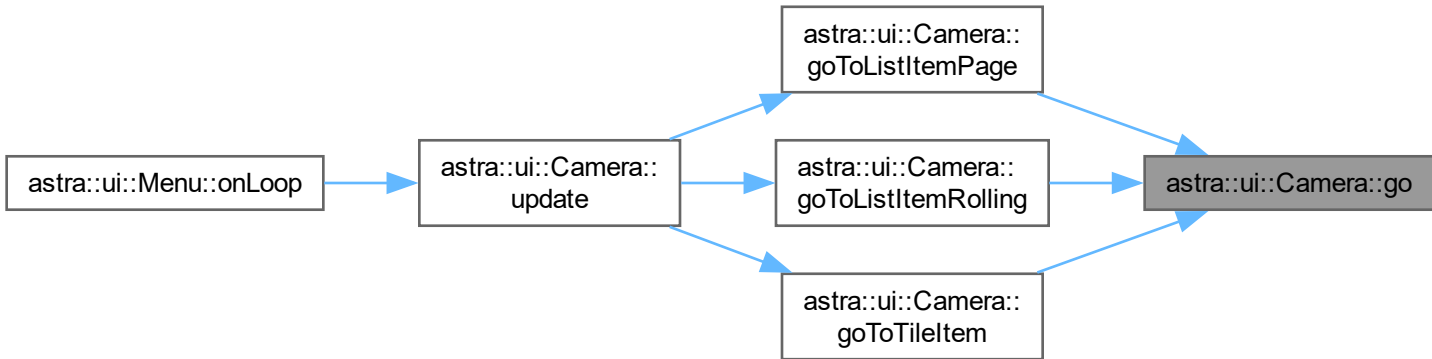 astra::ui::Menu::onLoop
astra::ui::Camera::
update
astra::ui::Camera::
goToListItemPage
astra::ui::Camera::
goToListItemRolling
astra::ui::Camera::
goToTileItem
astra::ui::Camera::go